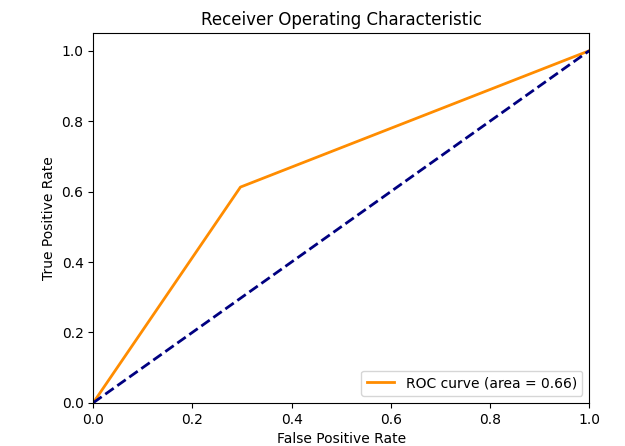 Receiver Operating Characteristic
True Positive Rate
1.0
0.8
0.6
0.4
0.2
0.0
ROC curve (area = 0.66)
0.0 0.2 0.4 0.6 0.8 1.0
False Positive Rate